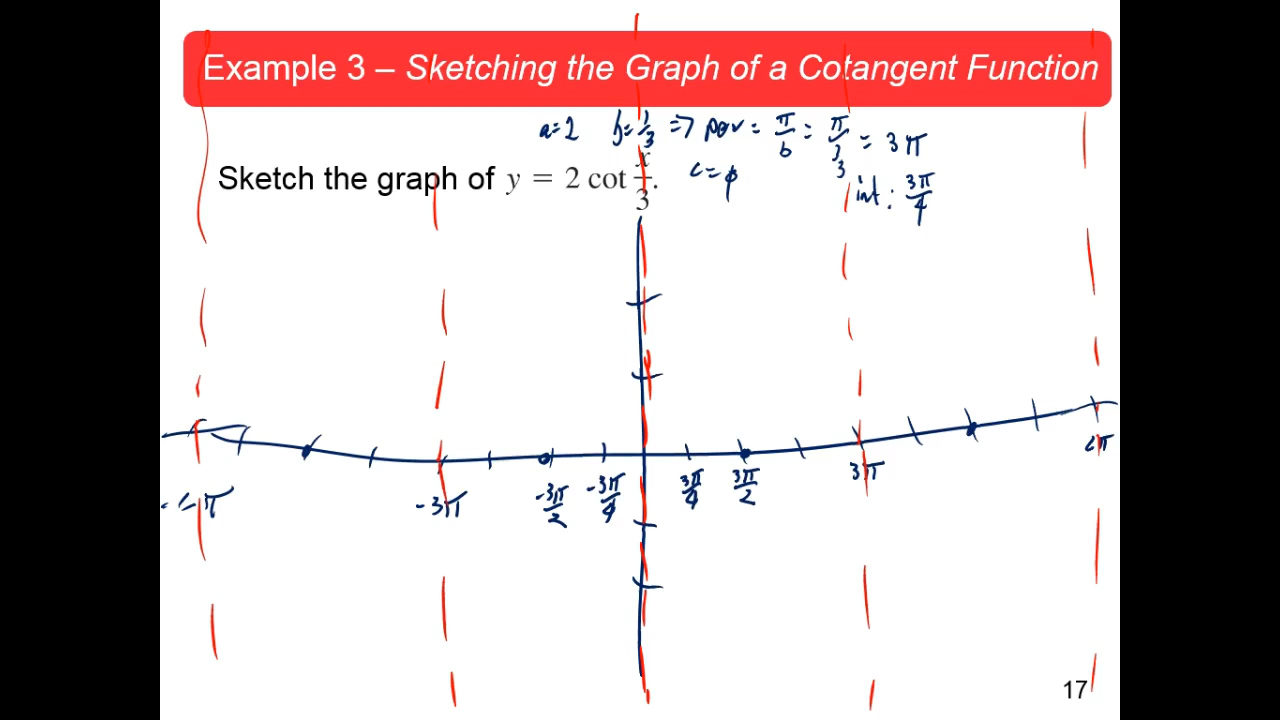 Example 3 – Sketching the Graph of a Cotangent Function
a=2 b=1/3 => per = π/b = π/(1/3) = 3π
Sketch the graph of y = 2 cot x/3. c=φ
int: 3π/4
6π
3π
-3π
-3π/2 -3π/4 3π/4 3π/2
-6π
17